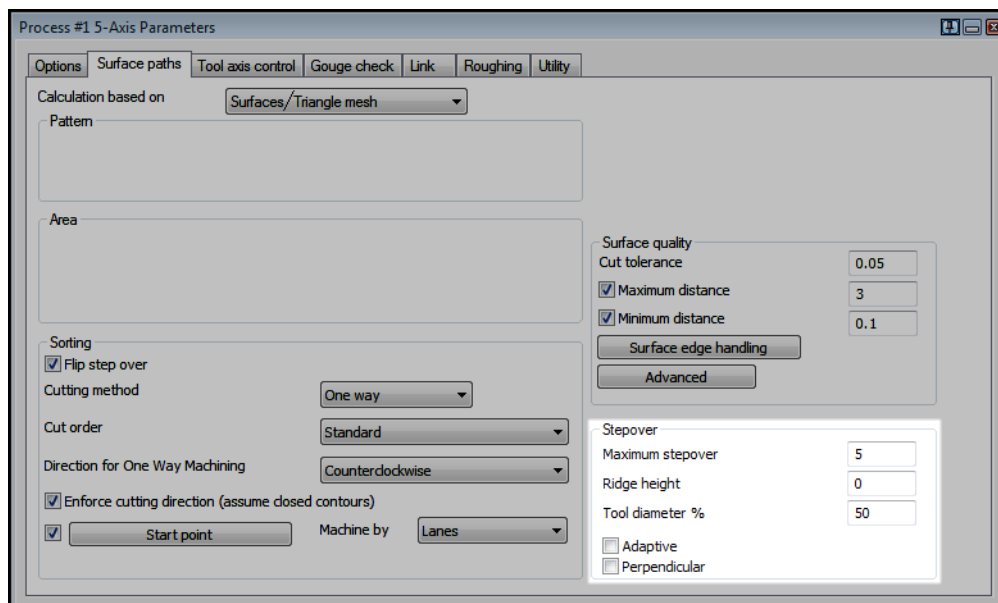 Process #1 5-Axis Parameters
Options Surface paths Tool axis control Gouge check Link Roughing Utility
Calculation based on Surfaces/Triangle mesh
Pattern
Area
Surface quality
Cut tolerance 0.05
Maximum distance 3
Minimum distance 0.1
Surface edge handling
Advanced
Sorting
Flip step over
Cutting method One way
Cut order Standard
Direction for One Way Machining Counterclockwise
Enforce cutting direction (assume closed contours)
Start point Machine by Lanes
Stepover
Maximum stepover 5
Ridge height 0
Tool diameter % 50
Adaptive
Perpendicular